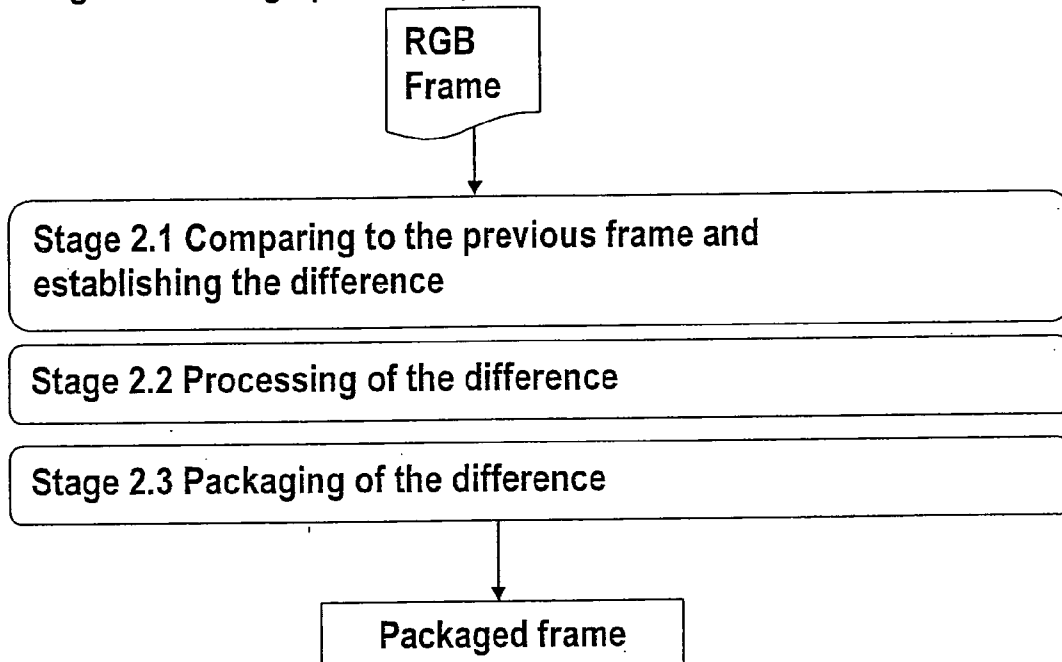 RGB
Frame
Stage 2.1 Comparing to the previous frame and
establishing the difference
Stage 2.2 Processing of the difference
Stage 2.3 Packaging of the difference
Packaged frame